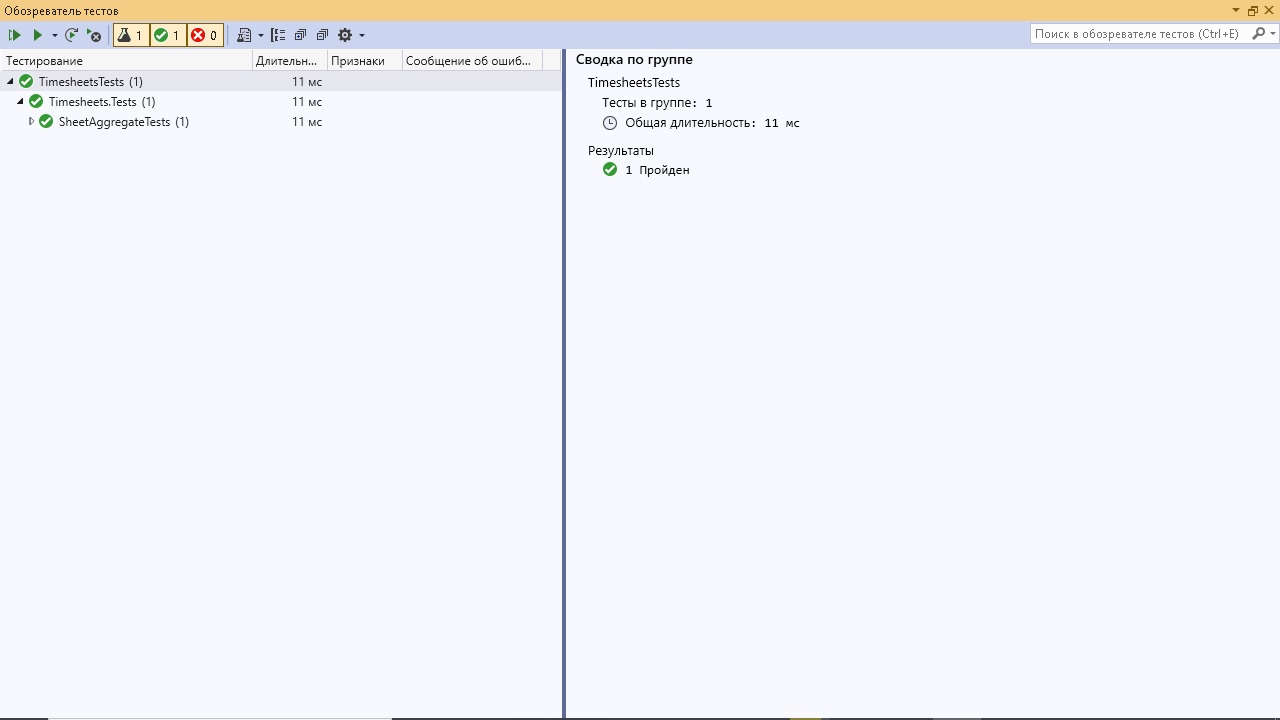 Обозреватель тестов
1 1 0
Поиск в обозревателе тестов (Ctrl+E)
Тестирование Длительн... Признаки Сообщение об ошиб...
TimesheetsTests (1) 11 мс
Timesheets.Tests (1) 11 мс
SheetAggregateTests (1) 11 мс
Сводка по группе
TimesheetsTests
Тесты в группе: 1
Общая длительность: 11 мс
Результаты
1 Пройден